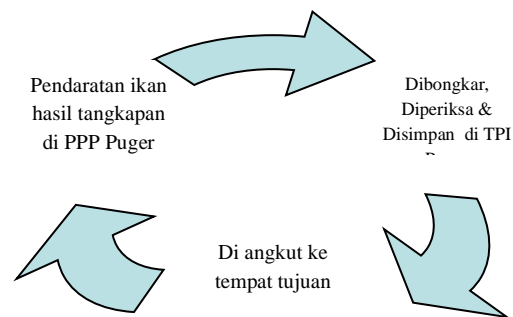 Pendaratan ikan
hasil tangkapan
di PPP Puger
Dibongkar,
Diperiksa &
Disimpan di TPI
Di angkut ke
tempat tujuan